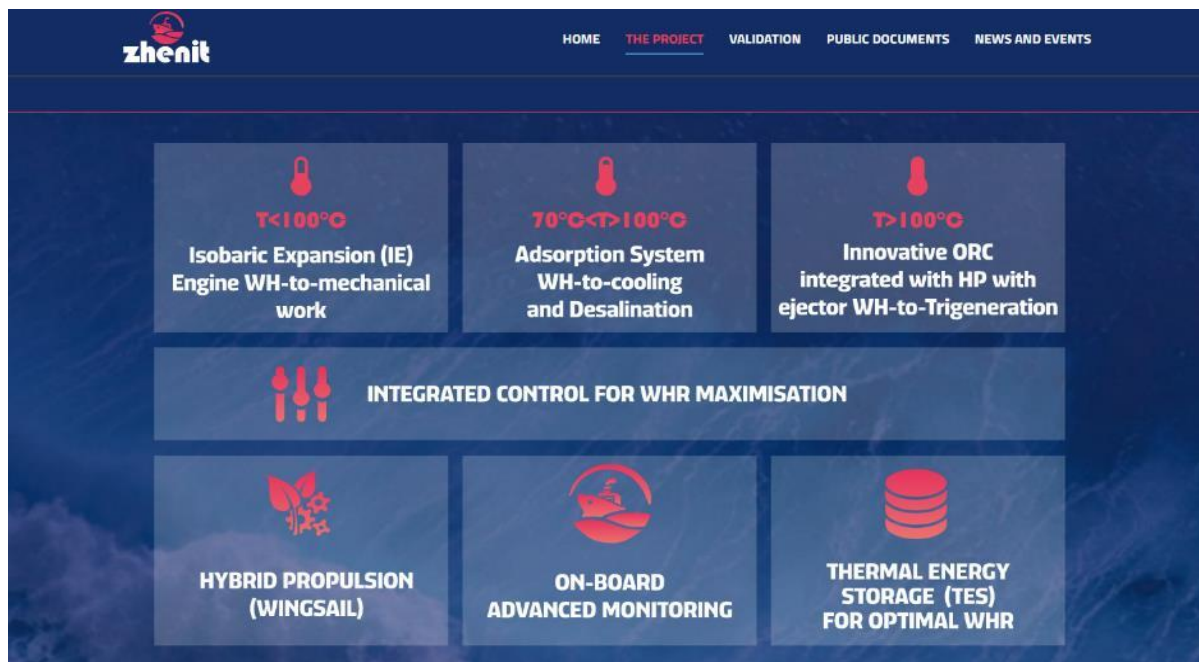 zhenit
HOME THE PROJECT VALIDATION PUBLIC DOCUMENTS NEWS AND EVENTS
T<100°C
Isobaric Expansion (IE)
Engine WH-to-mechanical
work
70°C<T>100°C
Adsorption System
WH-to-cooling
and Desalination
T>100°C
Innovative ORC
integrated with HP with
ejector WH-to-Trigeneration
INTEGRATED CONTROL FOR WHR MAXIMISATION
HYBRID PROPULSION
(WINGSAIL)
ON-BOARD
ADVANCED MONITORING
THERMAL ENERGY
STORAGE (TES)
FOR OPTIMAL WHR